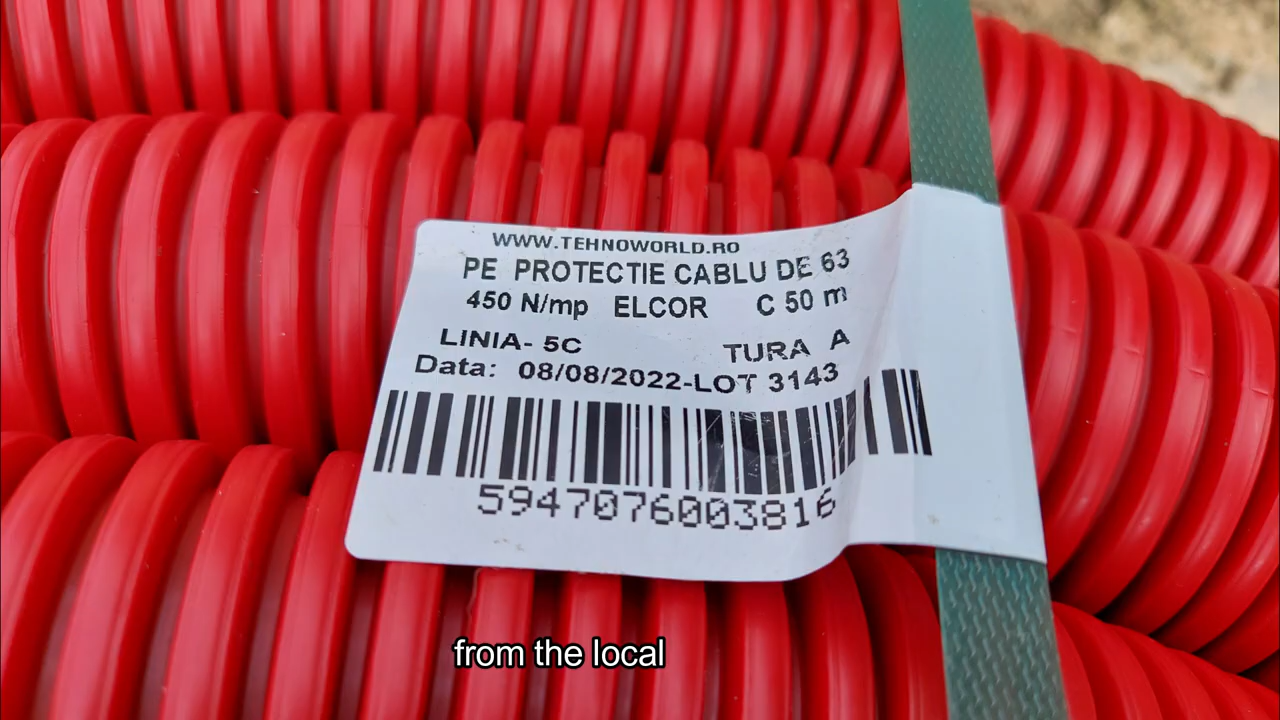 WWW.TEHNOWORLD.RO
PE PROTECTIE CABLU DE 63
450 N/mp ELCOR C 50 m
LINIA- 5C TURA A
Data: 08/08/2022-LOT 3143
5947076003816
from the local